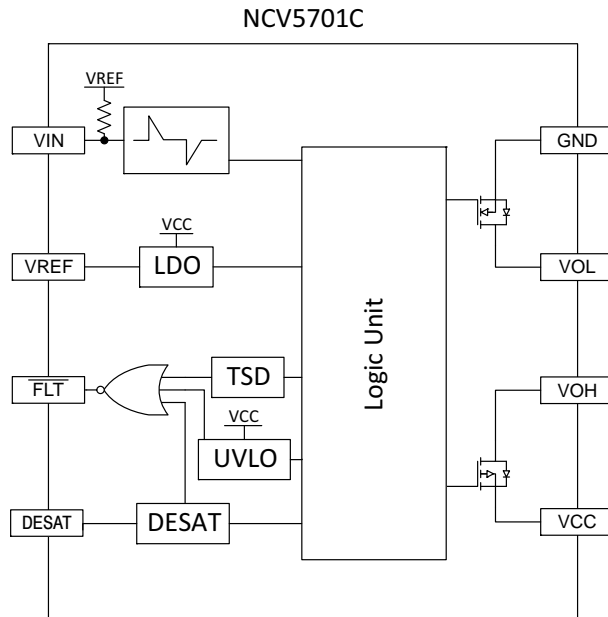 NCV5701C
VREF
VIN
GND
VCC
VREF
LDO
VOL
Logic Unit
FLT
TSD
VOH
VCC
UVLO
DESAT
DESAT
VCC